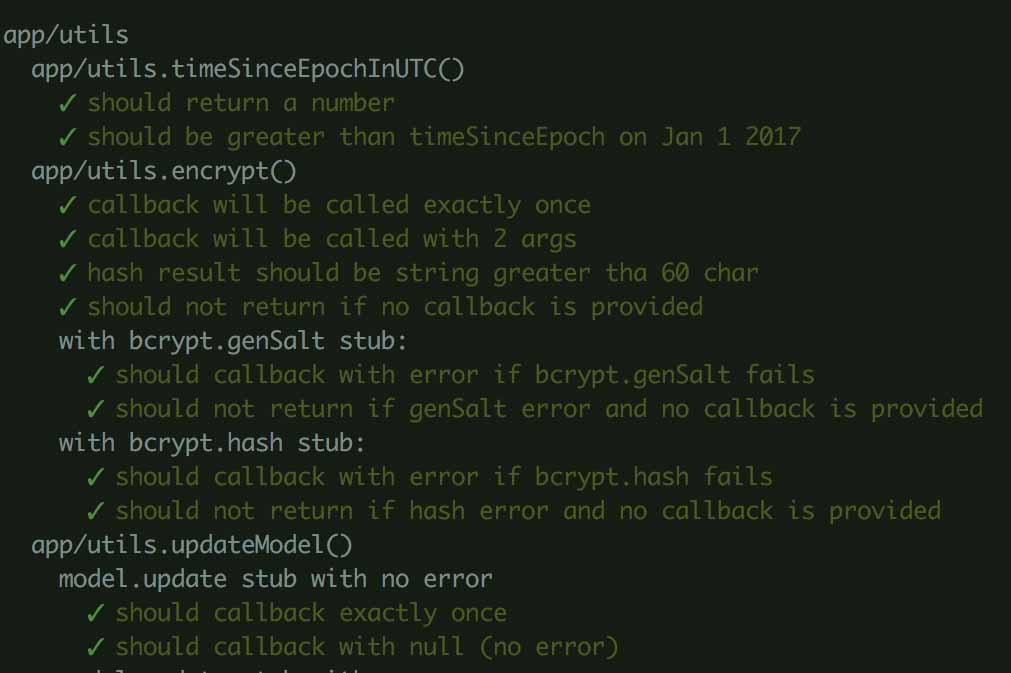 app/utils
app/utils.timeSinceEpochInUTC()
✓ should return a number
✓ should be greater than timeSinceEpoch on Jan 1 2017
app/utils.encrypt()
✓ callback will be called exactly once
✓ callback will be called with 2 args
✓ hash result should be string greater tha 60 char
✓ should not return if no callback is provided
with bcrypt.genSalt stub:
✓ should callback with error if bcrypt.genSalt fails
✓ should not return if genSalt error and no callback is provided
with bcrypt.hash stub:
✓ should callback with error if bcrypt.hash fails
✓ should not return if hash error and no callback is provided
app/utils.updateModel()
model.update stub with no error
✓ should callback exactly once
✓ should callback with null (no error)